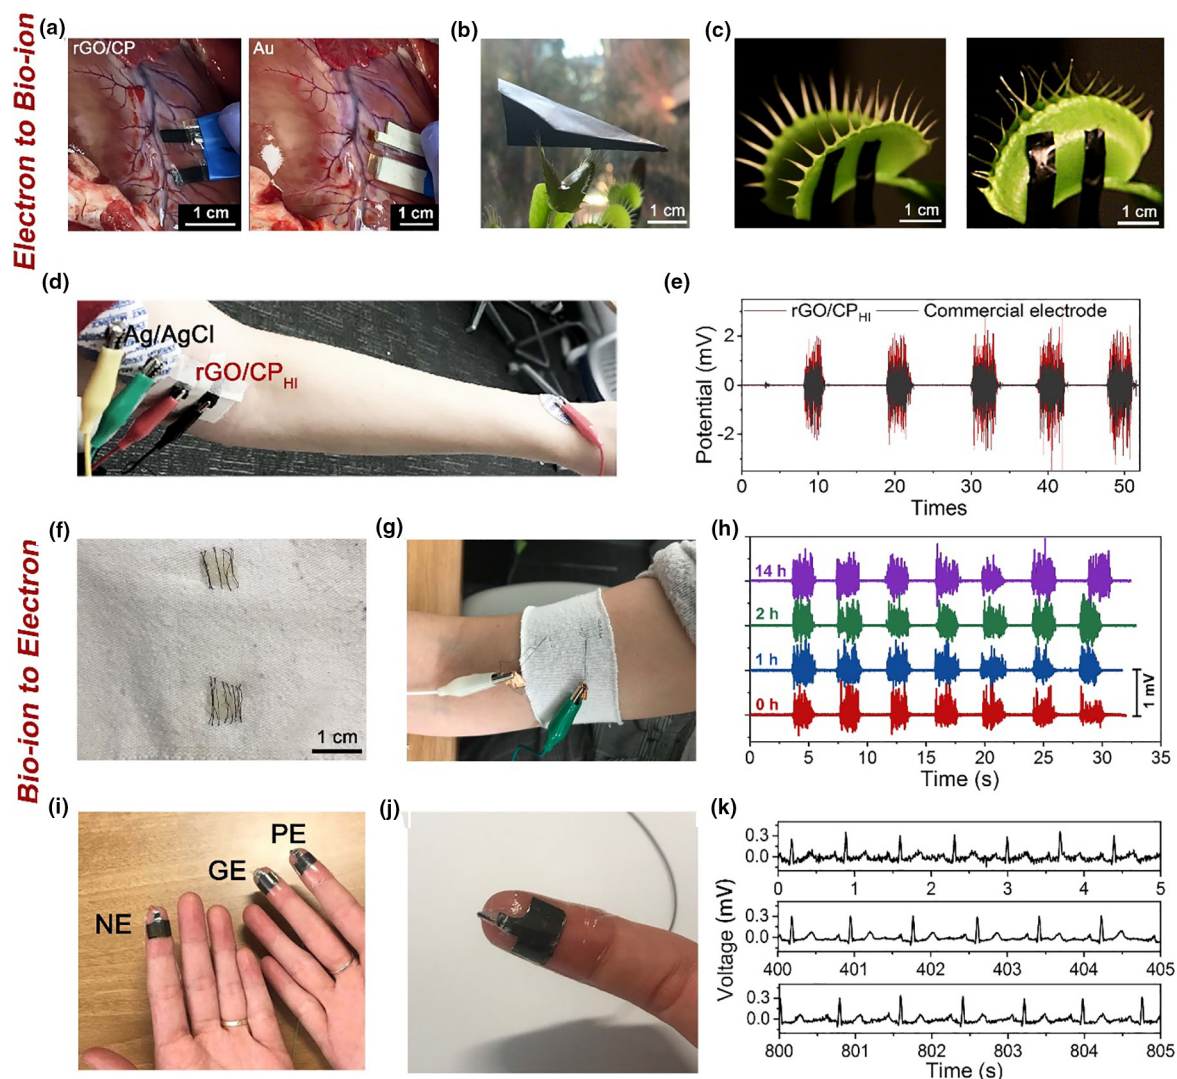 Electron to Bio-ion
(a)
rGO/CP
1 cm
Au
1 cm
(b)
1 cm
(c)
1 cm
1 cm
(d)
Ag/AgCl
rGO/CPHI
(e)
rGO/CPHI Commercial electrode
Potential (mV)
2
0
-2
0 10 20 30 40 50
Times
Bio-ion to Electron
(f)
1 cm
(g)
(h)
14 h
2 h
1 h
0 h
1 mV
0 5 10 15 20 25 30 35
Time (s)
(i)
NE
GE
PE
(j)
(k)
Voltage (mV)
0.3
0.0
0 1 2 3 4 5
0.3
0.0
400 401 402 403 404 405
0.3
0.0
800 801 802 803 804 805
Time (s)